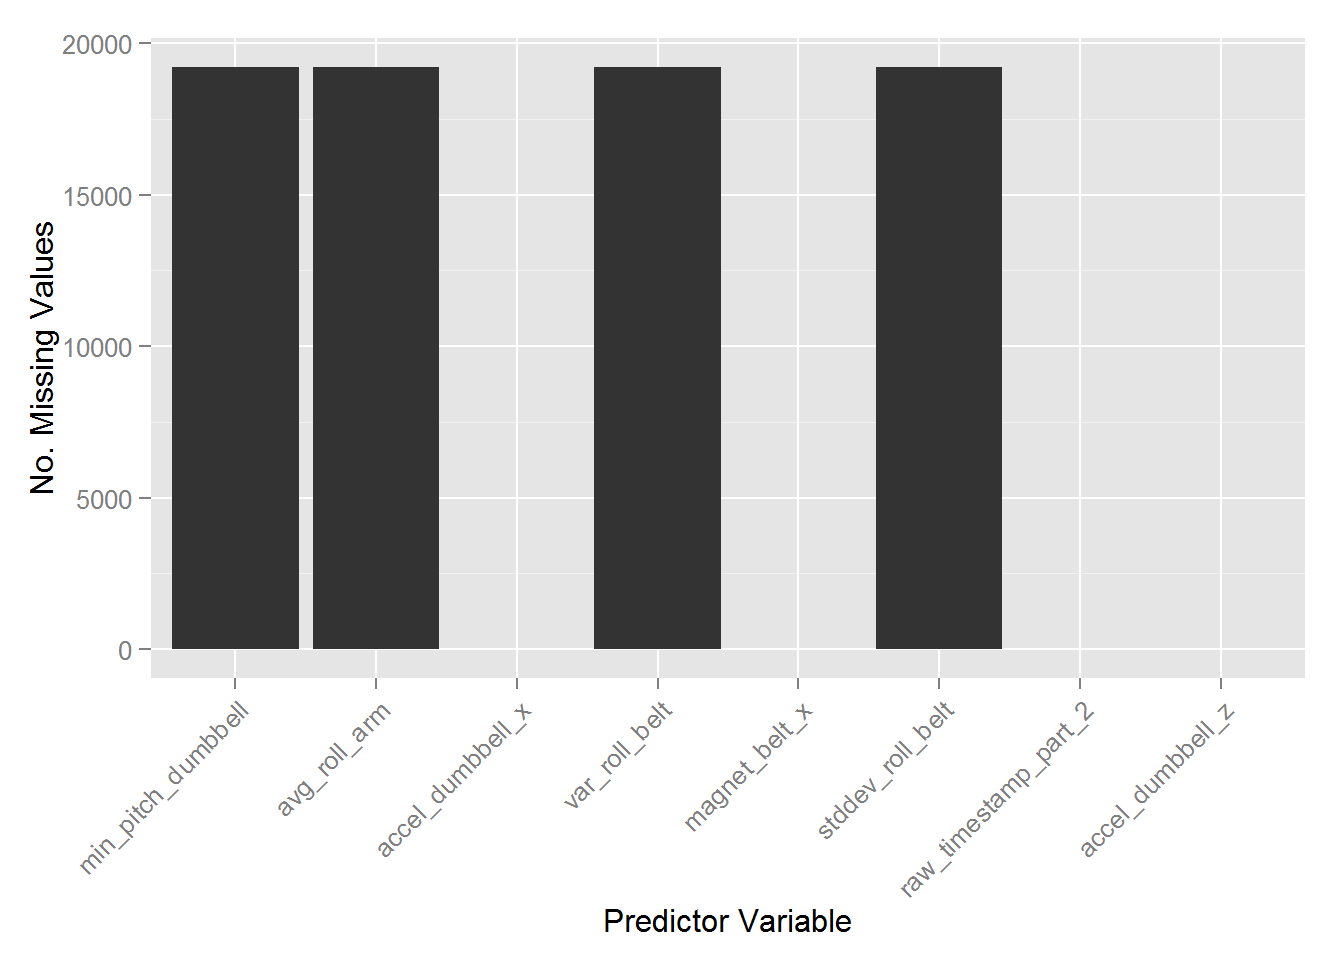 20000
15000
10000
5000
0
No. Missing Values
min_pitch_dumbbell
avg_roll_arm
accel_dumbbell_x
var_roll_belt
magnet_belt_x
stddev_roll_belt
raw_timestamp_part_2
accel_dumbbell_z
Predictor Variable